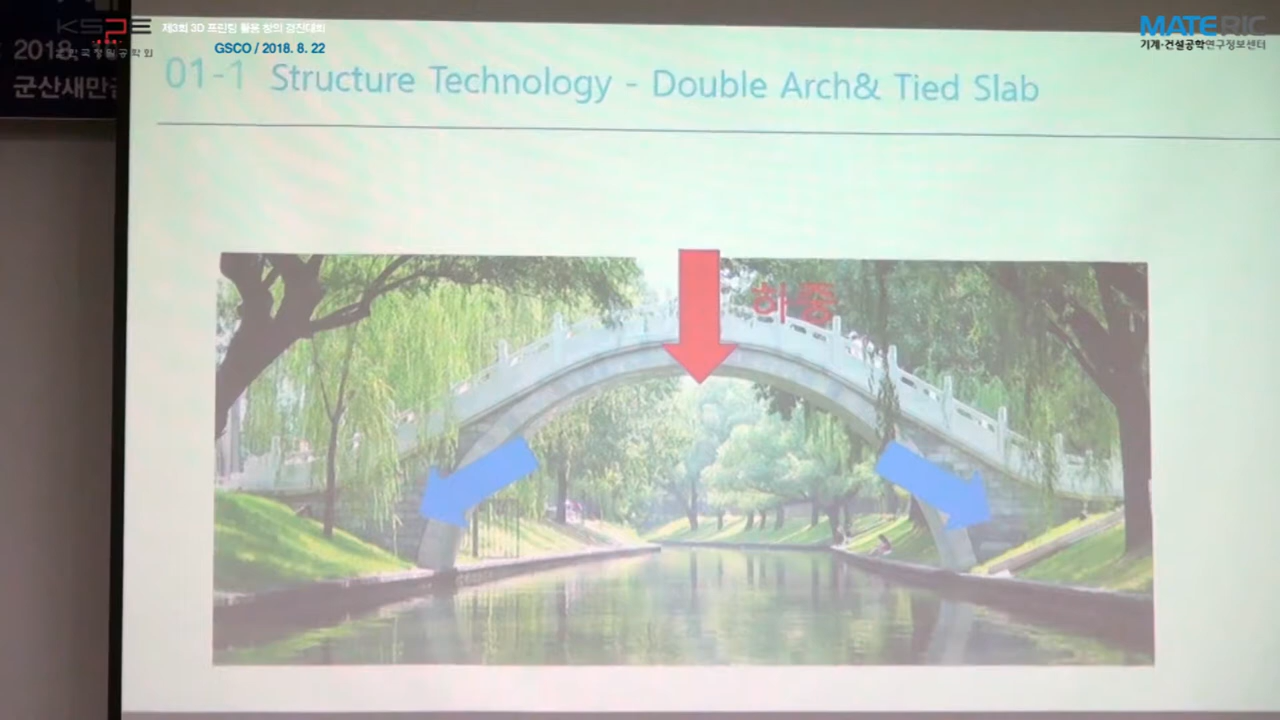 KSPE
제3회 3D 프린팅 활용 창의 경진대회
GSCO / 2018. 8. 22
MATERIC
기계·건설공학연구정보센터
2018,
군산새만
01-1 Structure Technology - Double Arch& Tied Slab
하중